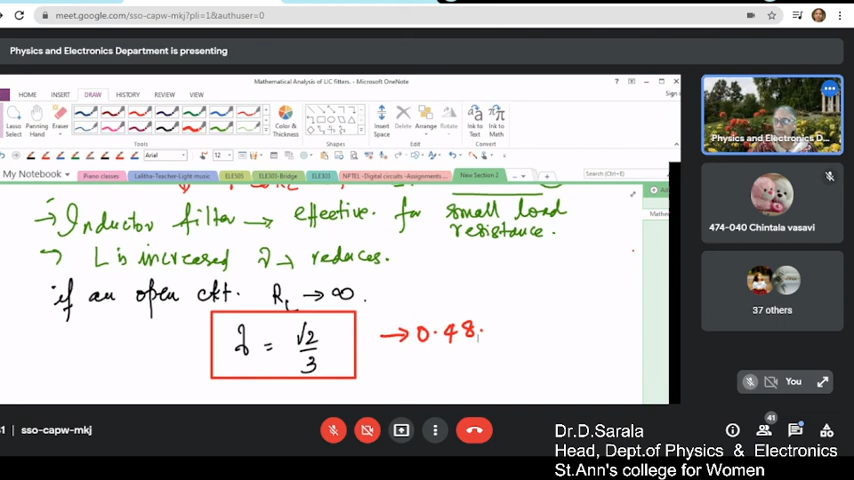 meet.google.com/sso-capw-mkj?pli=1&authuser=0
Physics and Electronics Department is presenting
Mathematical Analysis of L/C filters. - Microsoft OneNote
HOME INSERT DRAW HISTORY REVIEW VIEW
Sign
Lasso Select
Panning Hand
Eraser
Color & Thickness
Insert Space
Delete
Arrange
Rotate
Ink to Text
Ink to Math
Tools
Shapes
Edit
Convert
Arial 12
My Notebook
Piano classes
Lalitha-Teacher-Light music
ELE505
ELE505-Bridge
ELE301
NPTEL -Digital circuits -Assignments...
New Section 2
Search (Ctrl+E)
→ Inductor filter → effective. for small load
resistance.
L is increased γ → reduces.
if an open ckt. R_L → ∞.
γ = √2/3 → 0.48.
Physics and Electronics D...
474-040 Chintala vasavi
37 others
You
sso-capw-mkj
41
Dr.D.Sarala
Head, Dept.of Physics & Electronics
St.Ann's college for Women